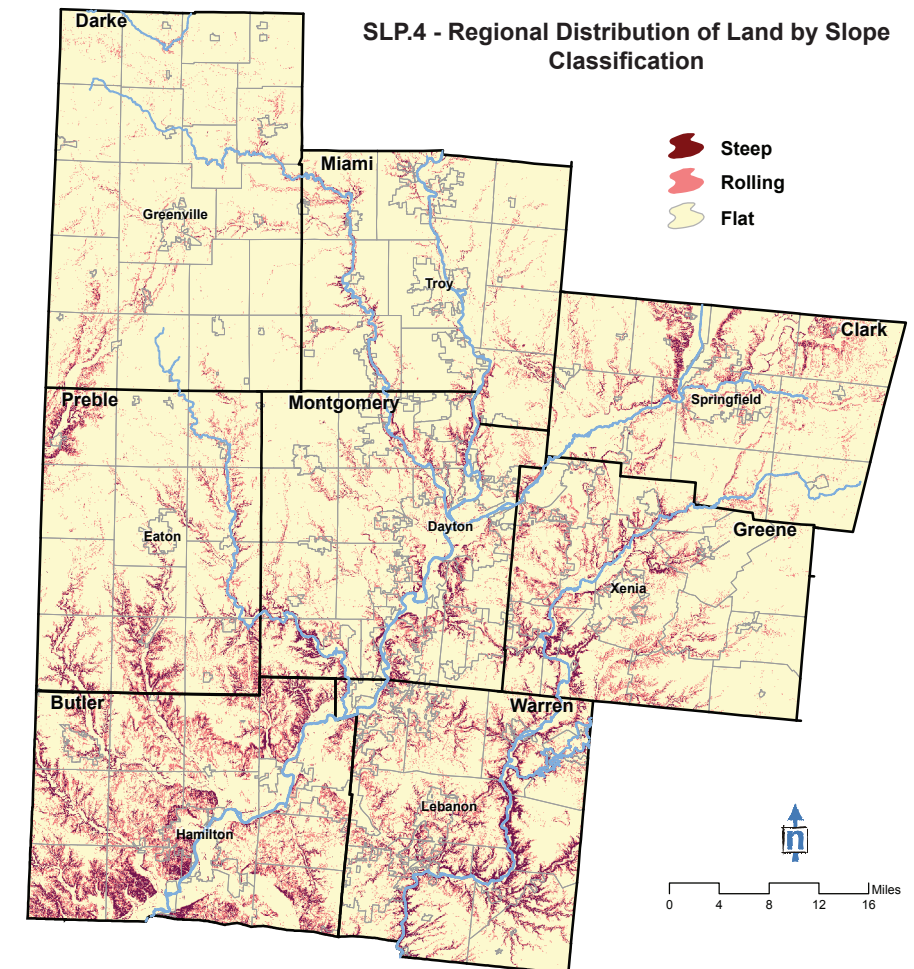 SLP.4 - Regional Distribution of Land by Slope
Classification
Darke
Steep
Rolling
Flat
Miami
Greenville
Troy
Clark
Springfield
Preble
Montgomery
Dayton
Greene
Eaton
Xenia
Butler
Warren
Lebanon
Hamilton
n
Miles
0 4 8 12 16